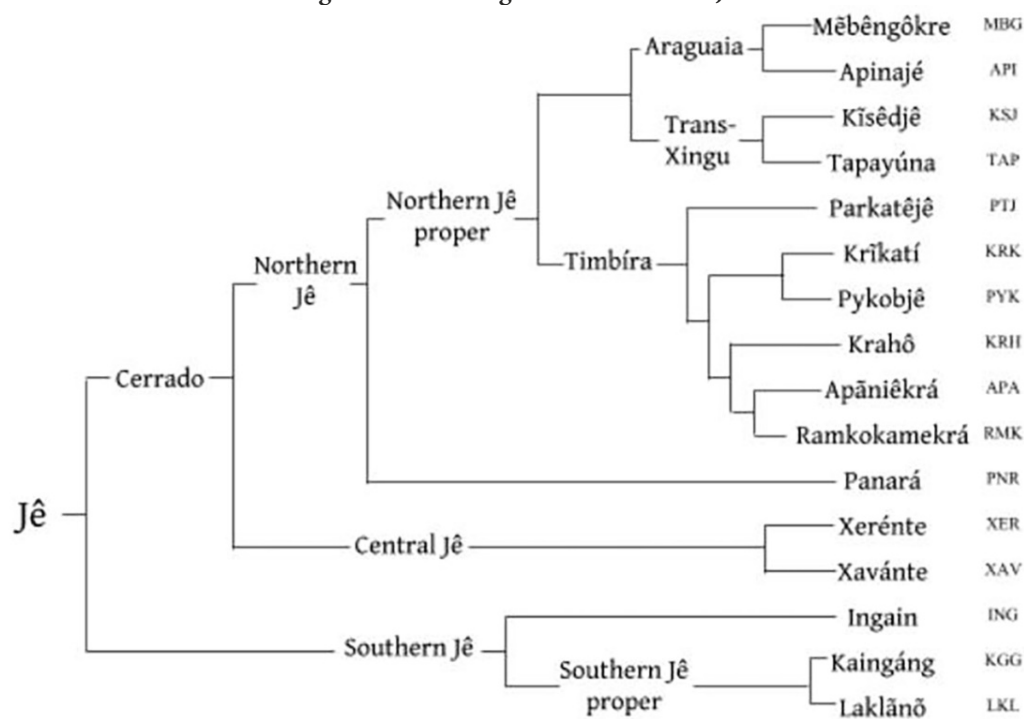 Mẽbêngôkre MBG
Araguaia
Apinajé API
Kĩsêdjê KSJ
Trans-
Xingu
Tapayúna TAP
Northern Jê
proper
Parkatêjê PTJ
Krĩkatí KRK
Timbíra
Northern
Jê
Pykobjê PYK
Krahô KRH
Cerrado
Apãniêkrá APA
Ramkokamekrá RMK
Panará PNR
Jê
Xerénte XER
Central Jê
Xavánte XAV
Ingain ING
Southern Jê
Kaingáng KGG
Southern Jê
proper
Laklãnõ LKL